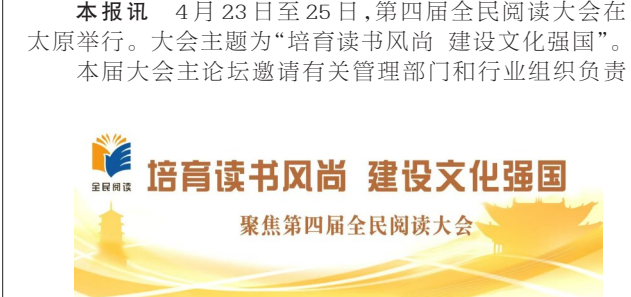 本报讯 4月23日至25日,第四届全民阅读大会在
太原举行。大会主题为“培育读书风尚 建设文化强国”。
本届大会主论坛邀请有关管理部门和行业组织负责
全民阅读
培育读书风尚 建设文化强国
聚焦第四届全民阅读大会